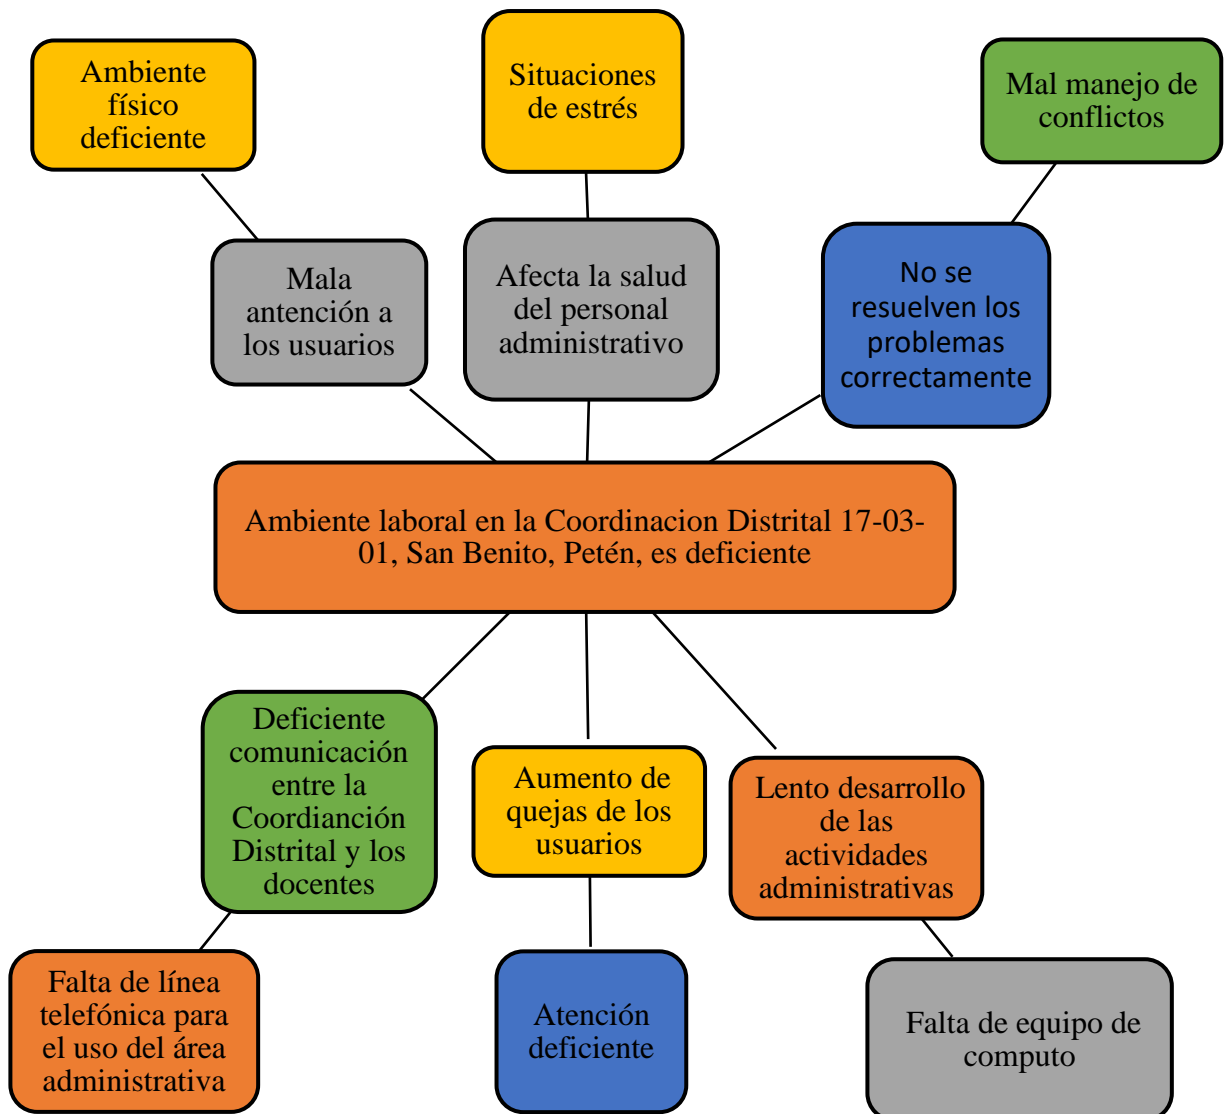 Ambiente
físico
deficiente
Situaciones
de estrés
Mal manejo de
conflictos
Mala
antención a
los usuarios
Afecta la salud
del personal
administrativo
No se
resuelven los
problemas
correctamente
Ambiente laboral en la Coordinacion Distrital 17-03-
01, San Benito, Petén, es deficiente
Deficiente
comunicación
entre la
Coordianción
Distrital y los
docentes
Aumento de
quejas de los
usuarios
Lento desarrollo
de las
actividades
administrativas
Falta de línea
telefónica para
el uso del área
administrativa
Atención
deficiente
Falta de equipo de
computo